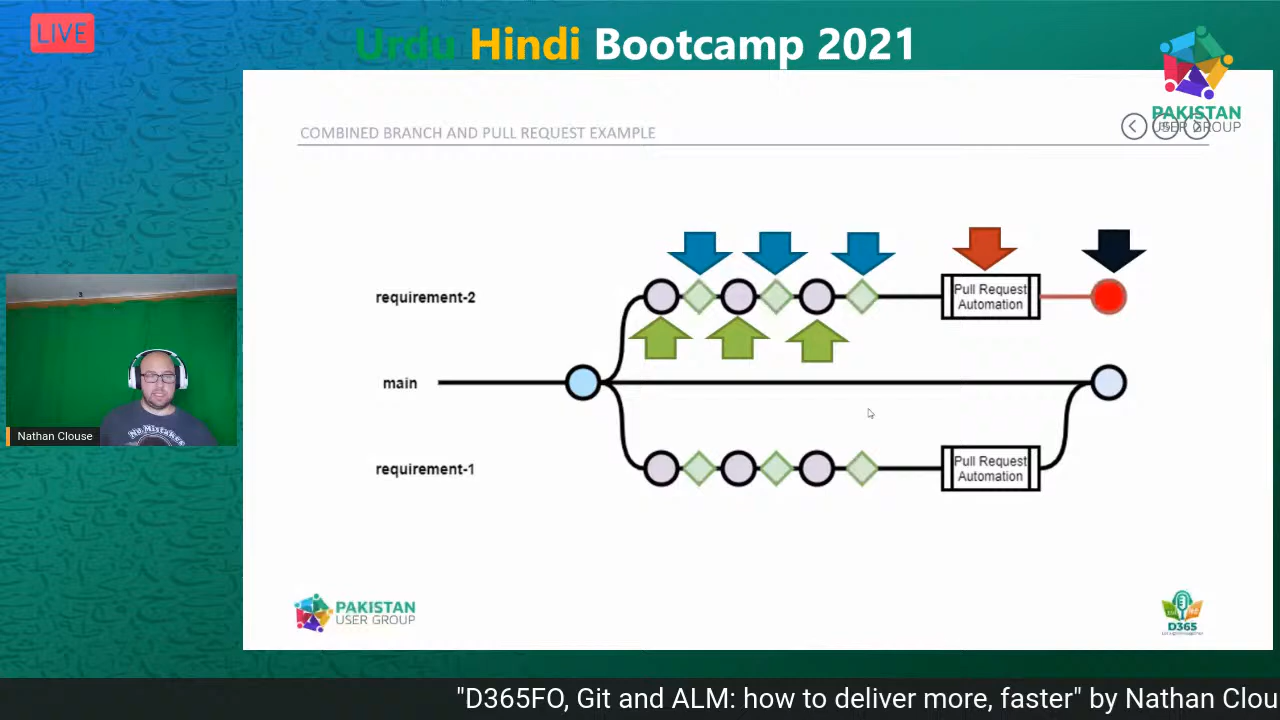 LIVE
Urdu Hindi Bootcamp 2021
PAKISTAN
USER GROUP
COMBINED BRANCH AND PULL REQUEST EXAMPLE
requirement-2
Pull Request
Automation
main
No Mistakes
Nathan Clouse
requirement-1
Pull Request
Automation
PAKISTAN
USER GROUP
D365
"D365FO, Git and ALM: how to deliver more, faster" by Nathan Clou